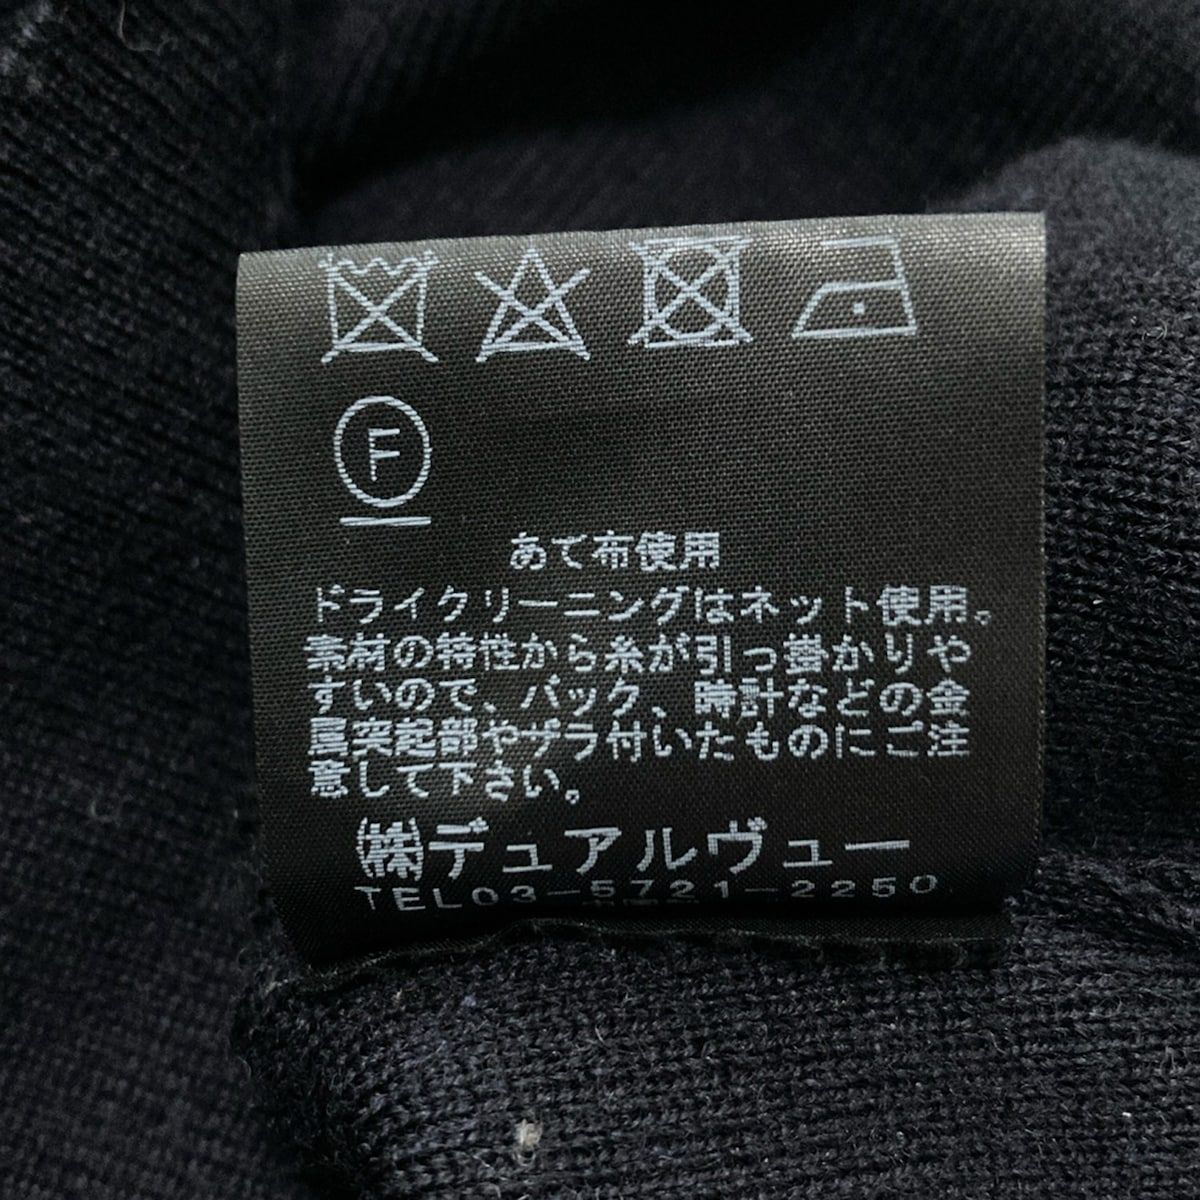 F
あて布使用
ドライクリーニングはネット使用。
素材の特性から糸が引っ掛かりや
すいので、バック、時計などの金
属突起部やザラ付いたものにご注
意して下さい。
㈱デュアルヴュー
TEL03-5721-2250